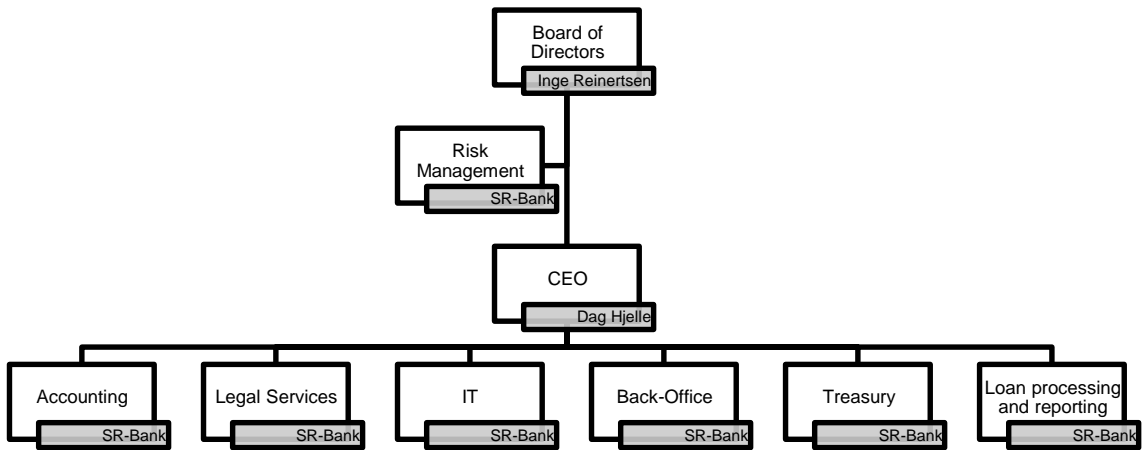 Board of
Directors
Inge Reinertsen
Risk
Management
SR-Bank
CEO
Dag Hjelle
Accounting
SR-Bank
Legal Services
SR-Bank
IT
SR-Bank
Back-Office
SR-Bank
Treasury
SR-Bank
Loan processing
and reporting
SR-Bank